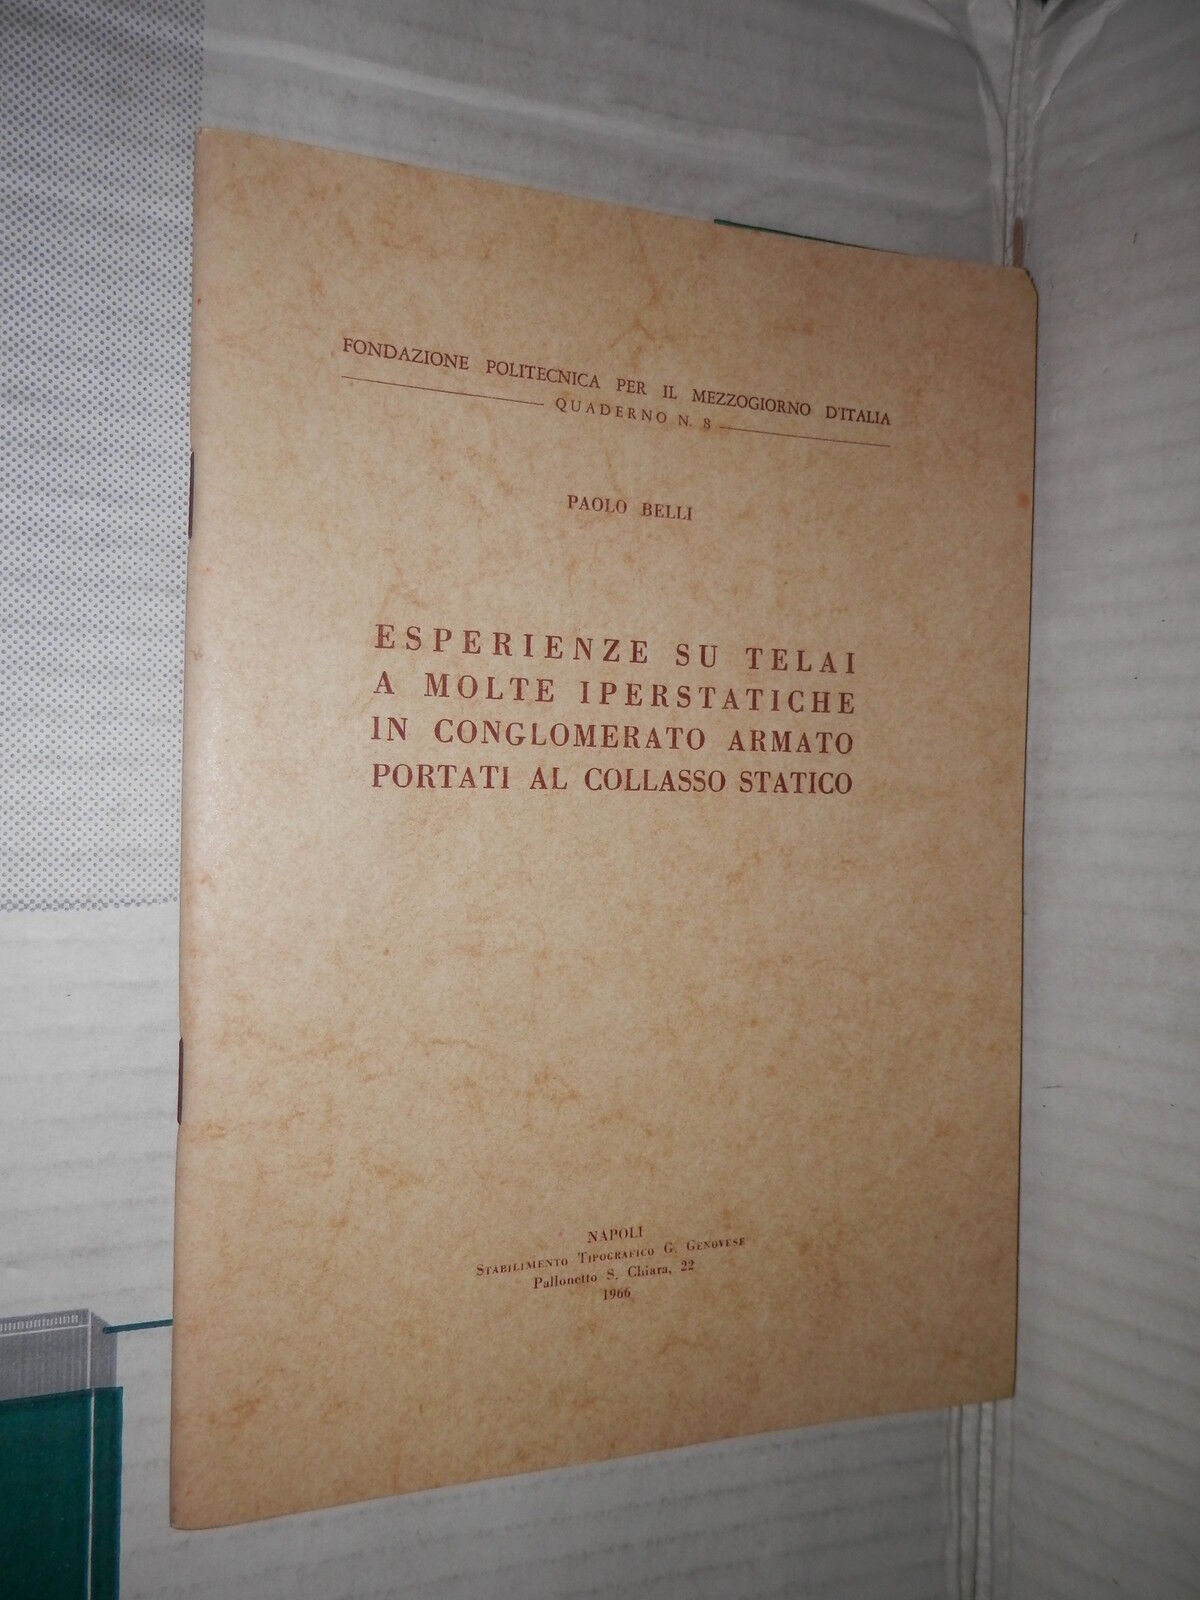 FONDAZIONE POLITECNICA PER IL MEZZOGIORNO D'ITALIA
QUADERNO N. 8
PAOLO BELLI
ESPERIENZE SU TELAI
A MOLTE IPERSTATICHE
IN CONGLOMERATO ARMATO
PORTATI AL COLLASSO STATICO
NAPOLI
STABILIMENTO TIPOGRAFICO G. GENOVESE
Pallonetto S. Chiara, 22
1966